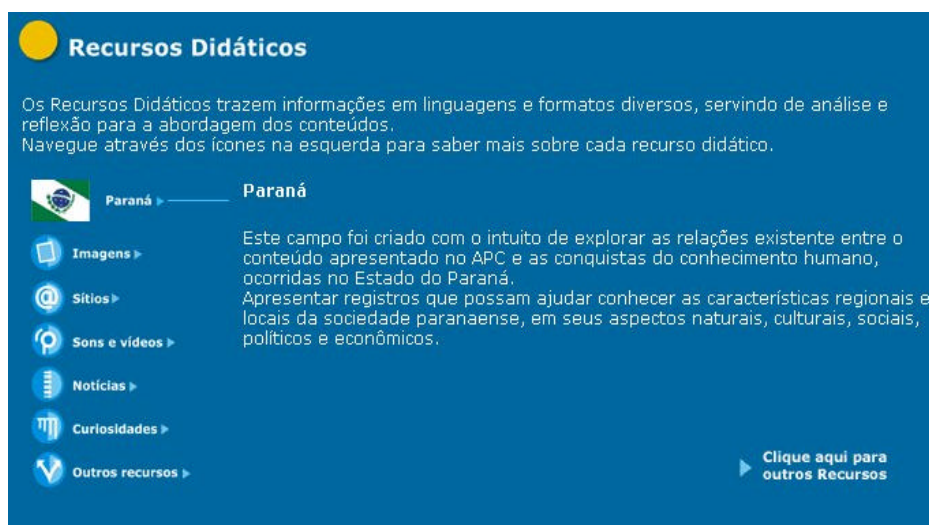 Recursos Didáticos
Os Recursos Didáticos trazem informações em linguagens e formatos diversos, servindo de análise e
reflexão para a abordagem dos conteúdos.
Navegue através dos ícones na esquerda para saber mais sobre cada recurso didático.
Paraná
Paraná
Este campo foi criado com o intuito de explorar as relações existente entre o
conteúdo apresentado no APC e as conquistas do conhecimento humano,
ocorridas no Estado do Paraná.
Apresentar registros que possam ajudar conhecer as características regionais e
locais da sociedade paranaense, em seus aspectos naturais, culturais, sociais,
políticos e econômicos.
Imagens
Sítios
Sons e vídeos
Notícias
Curiosidades
Outros recursos
Clique aqui para
outros Recursos